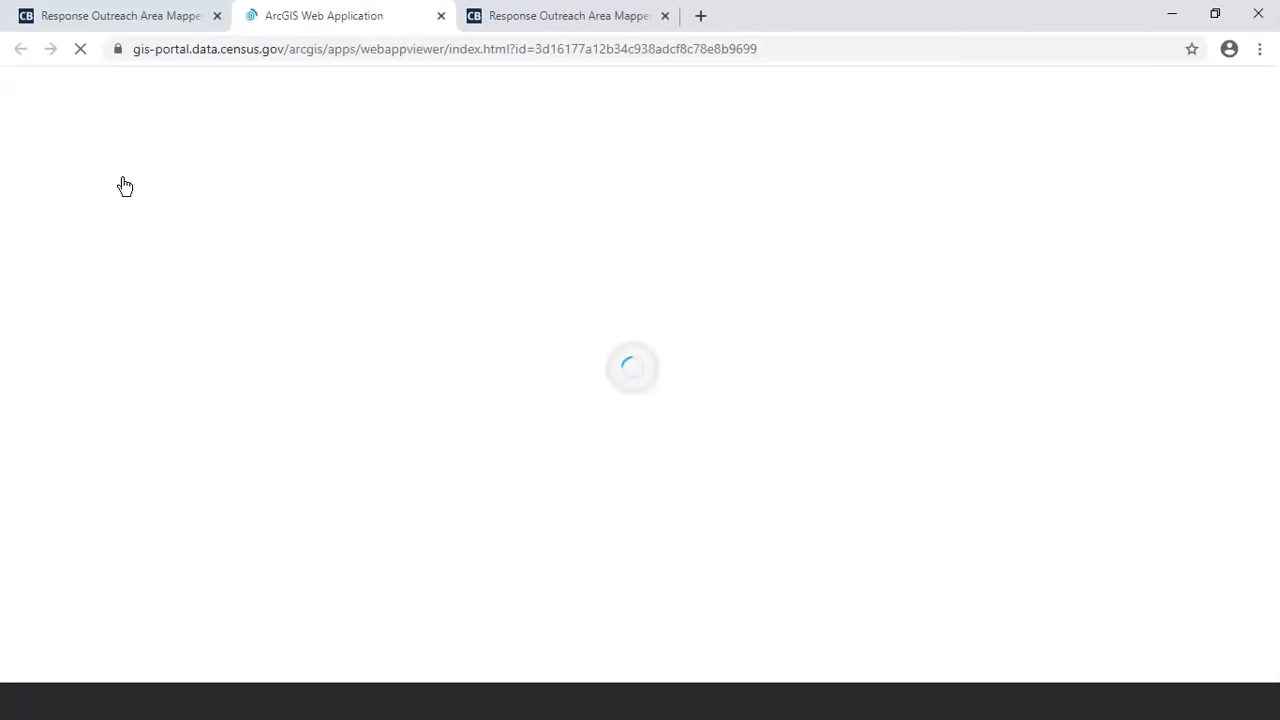 CB Response Outreach Area Mappe
ArcGIS Web Application
CB Response Outreach Area Mappe
gis-portal.data.census.gov/arcgis/apps/webappviewer/index.html?id=3d16177a12b34c938adcf8c78e8b9699